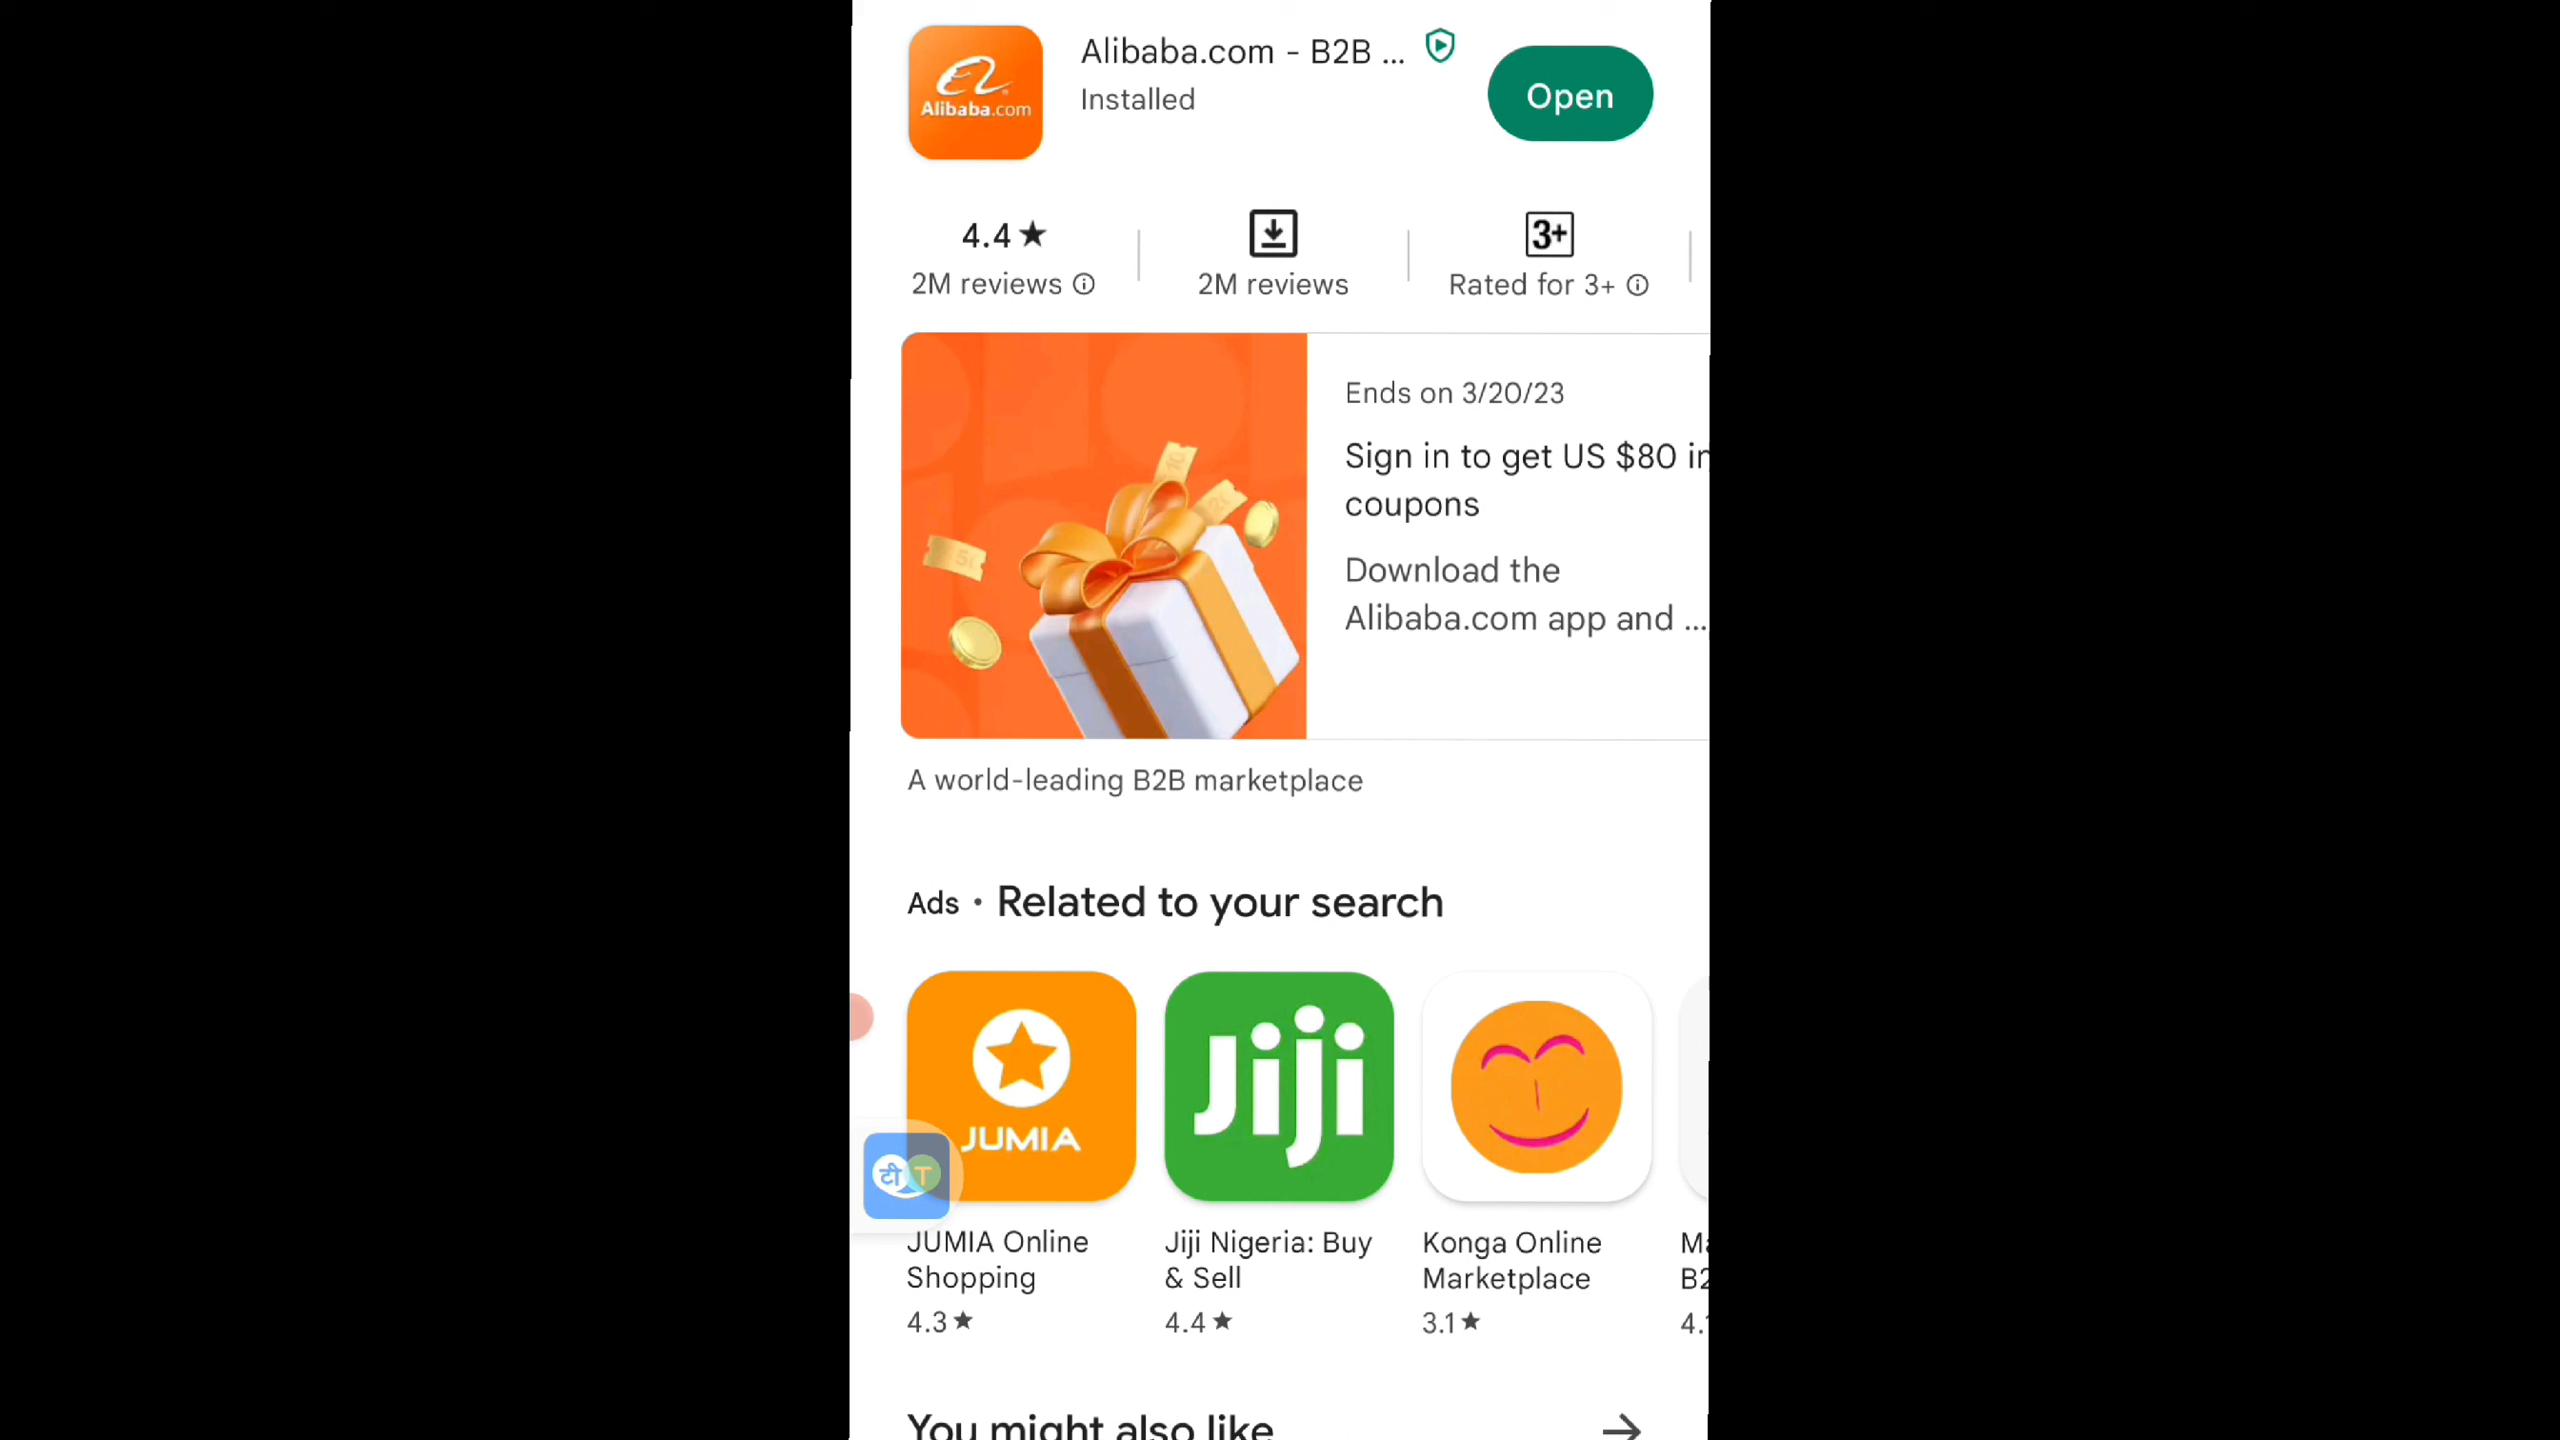 Alibaba.com - B2B ...
Installed
Open
Alibaba.com
4.4 ★
2M reviews
2M reviews
3+
Rated for 3+
Ends on 3/20/23
Sign in to get US $80 in
coupons
Download the
Alibaba.com app and ...
A world-leading B2B marketplace
Ads • Related to your search
JUMIA
Jiji
टी T
JUMIA Online
Shopping
4.3 ★
Jiji Nigeria: Buy
& Sell
4.4 ★
Konga Online
Marketplace
3.1 ★
You might also like